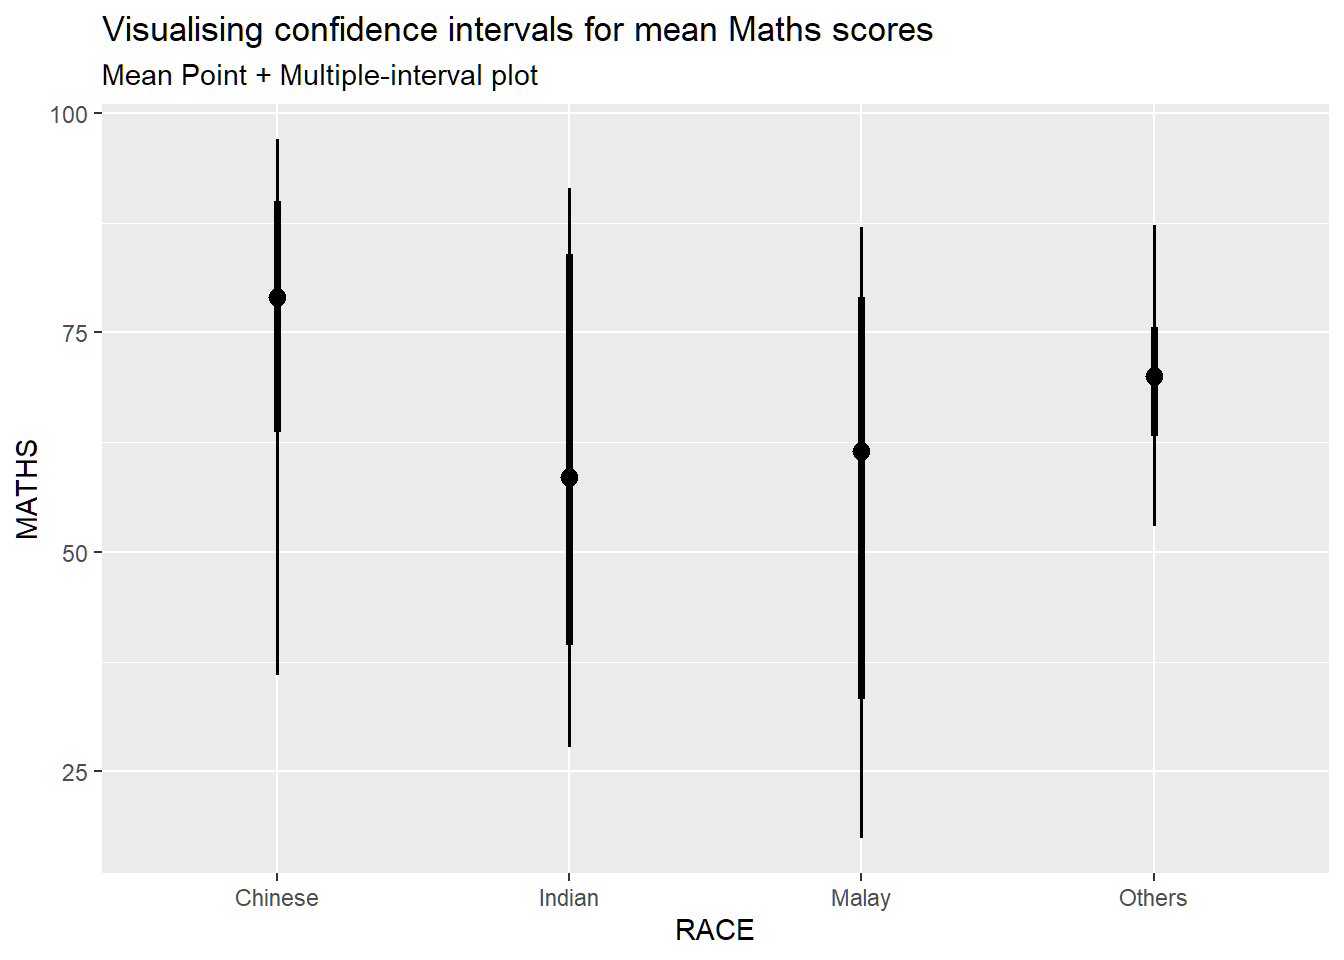 Visualising confidence intervals for mean Maths scores
Mean Point + Multiple-interval plot
100
75
50
25
MATHS
Chinese
Indian
Malay
Others
RACE